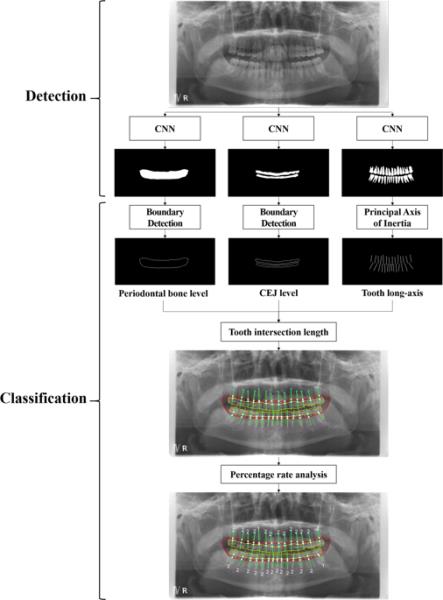 R
Detection
CNN CNN CNN
Boundary Detection
Boundary Detection
Principal Axis of Inertia
Periodontal bone level CEJ level Tooth long-axis
Tooth intersection length
Classification
R
Percentage rate analysis
R